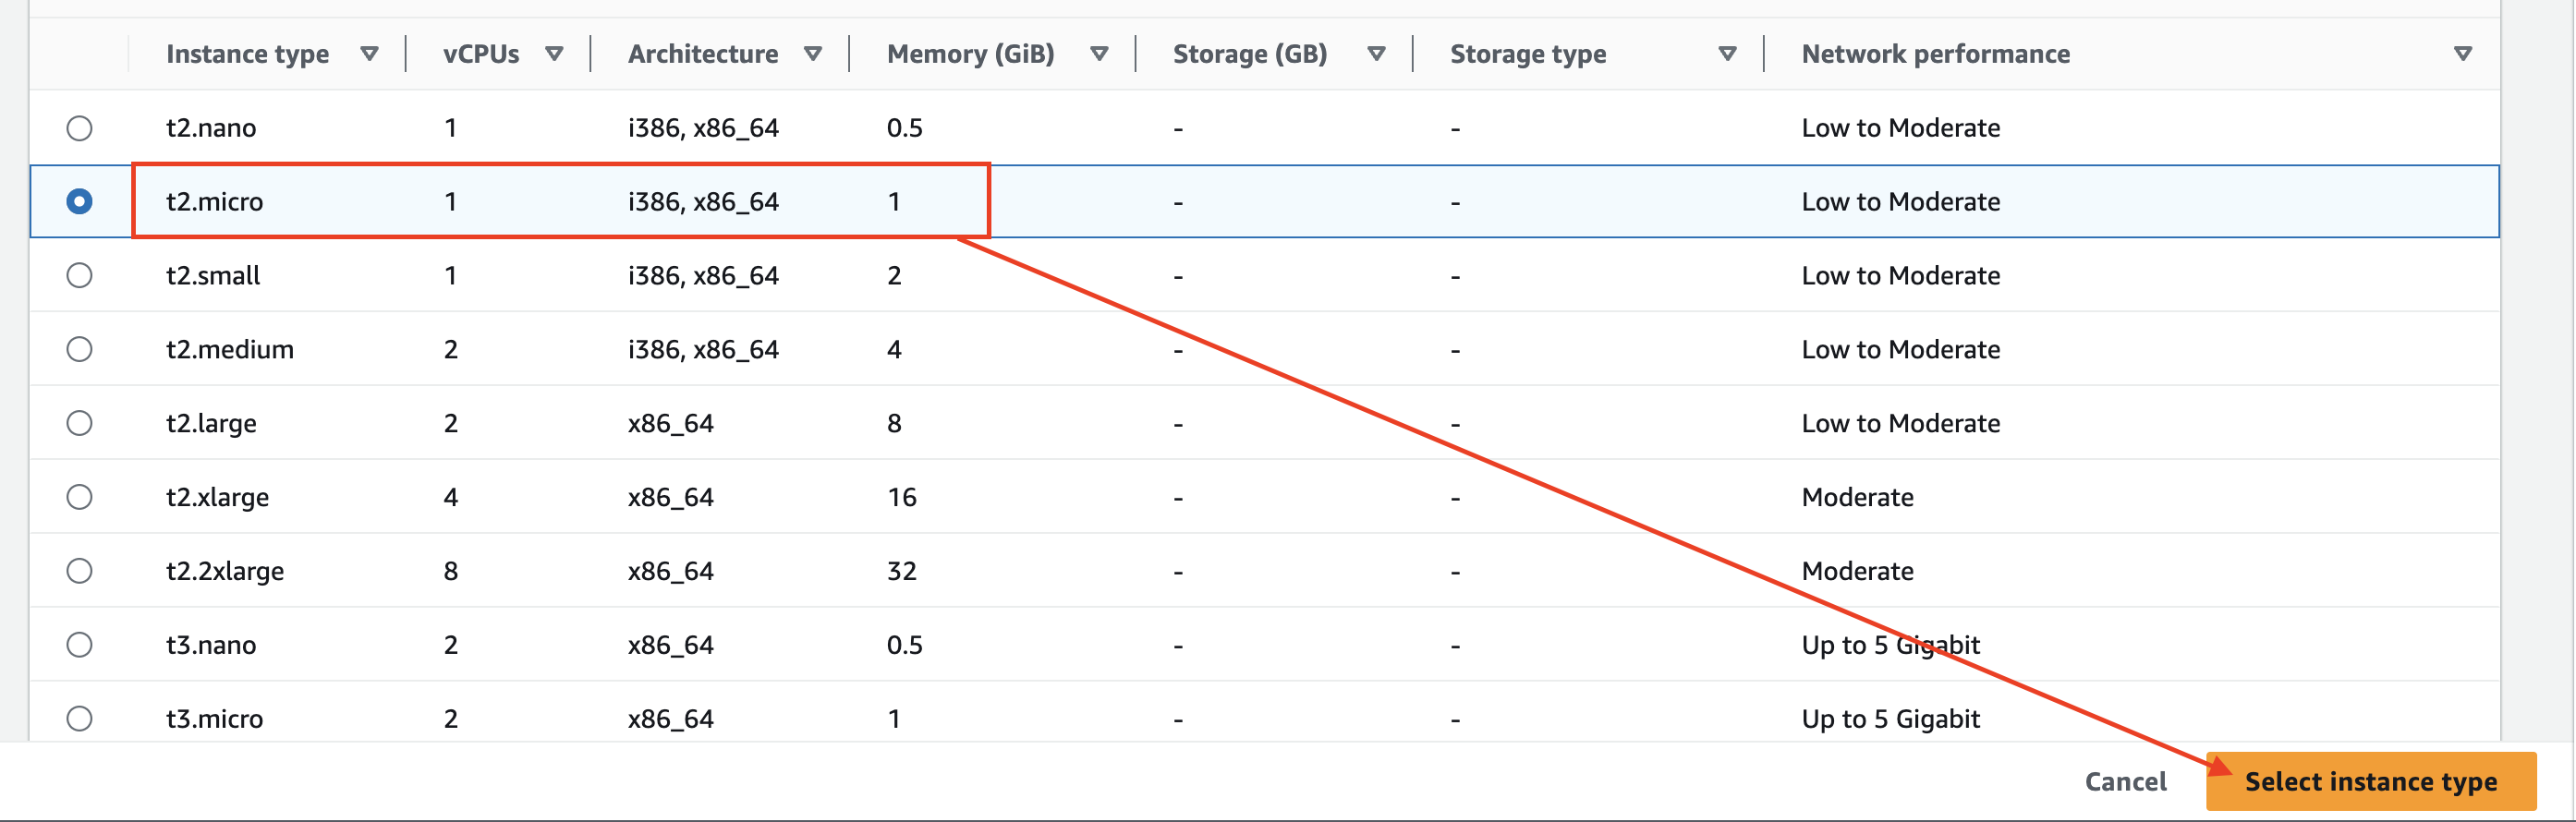 Instance type vCPUs Architecture Memory (GiB) Storage (GB) Storage type Network performance
t2.nano 1 i386, x86_64 0.5 - - Low to Moderate
t2.micro 1 i386, x86_64 1 - - Low to Moderate
t2.small 1 i386, x86_64 2 - - Low to Moderate
t2.medium 2 i386, x86_64 4 - - Low to Moderate
t2.large 2 x86_64 8 - - Low to Moderate
t2.xlarge 4 x86_64 16 - - Moderate
t2.2xlarge 8 x86_64 32 - - Moderate
t3.nano 2 x86_64 0.5 - - Up to 5 Gigabit
t3.micro 2 x86_64 1 - - Up to 5 Gigabit
Cancel Select instance type